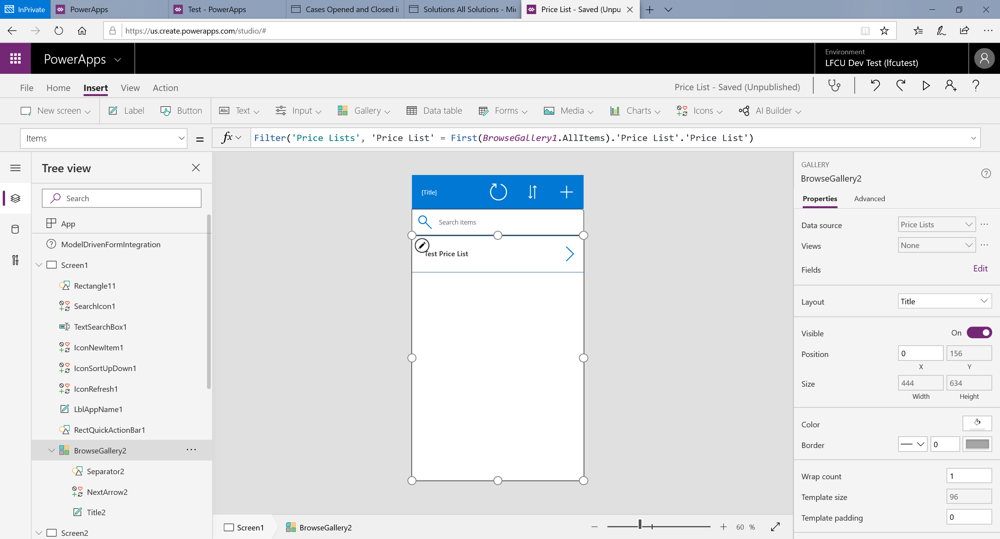 InPrivate
PowerApps
Test - PowerApps
Cases Opened and Closed i
Solutions All Solutions - Mi
Price List - Saved (Unpu
https://us.create.powerapps.com/studio/#
PowerApps
Environment
LFCU Dev Test (lfcutest)
File Home Insert View Action
Price List - Saved (Unpublished)
New screen Label Button Text Input Gallery Data table Forms Media Charts Icons AI Builder
Items = fx Filter('Price Lists', 'Price List' = First(BrowseGallery1.AllItems).'Price List'.'Price List')
Tree view
Search
App
ModelDrivenFormIntegration
Screen1
Rectangle11
SearchIcon1
TextSearchBox1
IconNewItem1
IconSortUpDown1
IconRefresh1
LblAppName1
RectQuickActionBar1
BrowseGallery2 ...
Separator2
NextArrow2
Title2
Screen2
[Title]
Search items
Test Price List
Screen1
BrowseGallery2
60 %
GALLERY
BrowseGallery2
Properties Advanced
Data source Price Lists ...
Views None ...
Fields Edit
Layout Title
Visible On
Position 0 156
X Y
Size 444 634
Width Height
Color
Border 0
Wrap count 1
Template size 96
Template padding 0